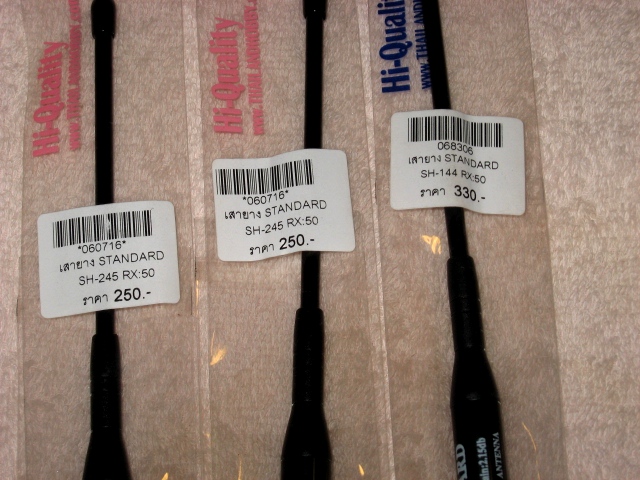 Hi-Quality
*060716*
เสายาง STANDARD
SH-245 RX:50
ราคา 250.-
Hi-Quality
*060716*
เสายาง STANDARD
SH-245 RX:50
ราคา 250.-
Hi-Quality
068306
เสายาง STANDARD
SH-144 RX:50
ราคา 330.-
2.15db
ANTENNA